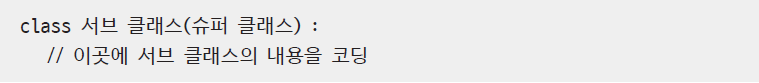 class 서브 클래스(슈퍼 클래스) :
// 이곳에 서브 클래스의 내용을 코딩